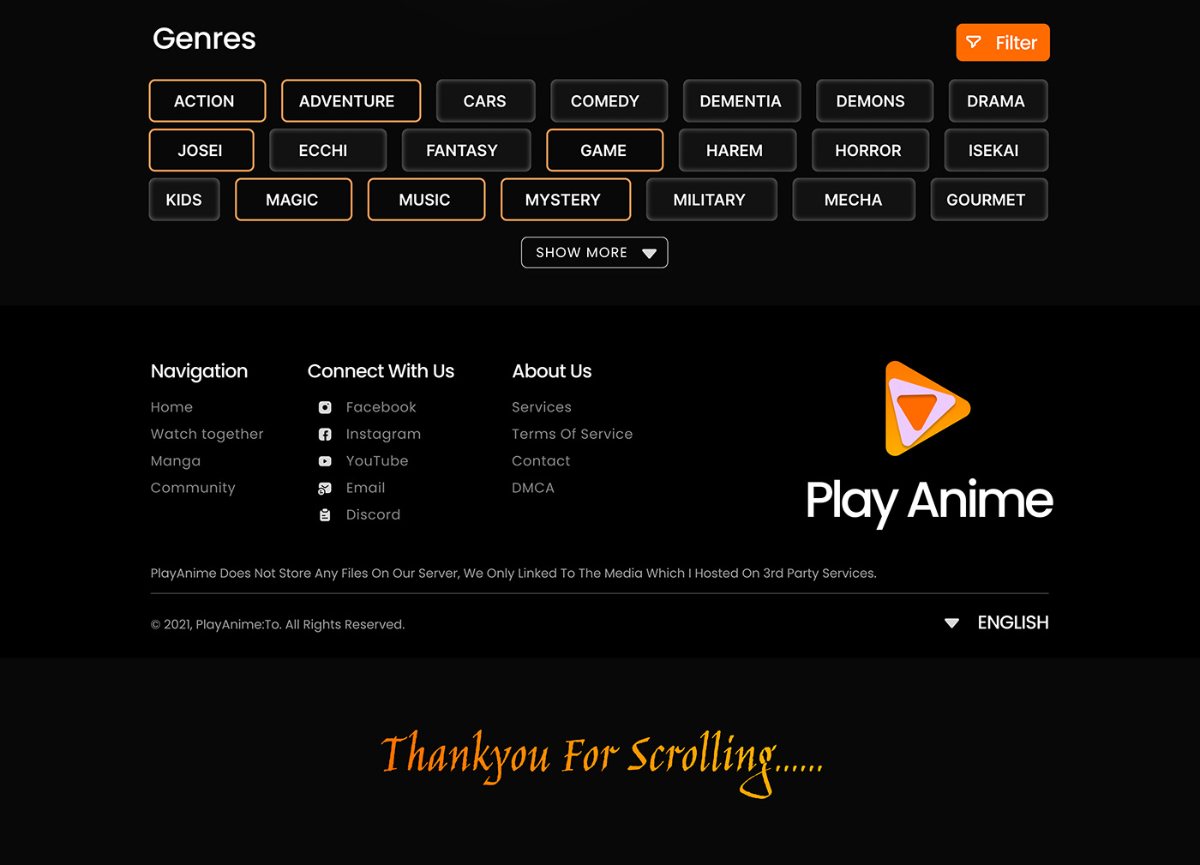 Genres
Filter
ACTION ADVENTURE CARS COMEDY DEMENTIA DEMONS DRAMA
JOSEI ECCHI FANTASY GAME HAREM HORROR ISEKAI
KIDS MAGIC MUSIC MYSTERY MILITARY MECHA GOURMET
SHOW MORE
Navigation
Home
Watch together
Manga
Community
Connect With Us
Facebook
Instagram
YouTube
Email
Discord
About Us
Services
Terms Of Service
Contact
DMCA
Play Anime
PlayAnime Does Not Store Any Files On Our Server, We Only Linked To The Media Which I Hosted On 3rd Party Services.
© 2021, PlayAnime:To. All Rights Reserved.
ENGLISH
Thankyou For Scrolling......